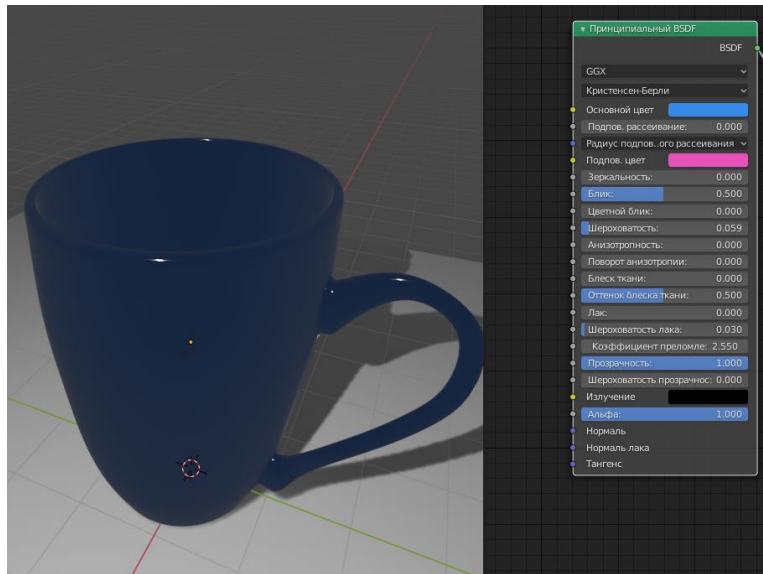 Принципиальный BSDF
BSDF
GGX
Кристенсен-Берли
Основной цвет
Подпов. рассеивание: 0.000
Радиус подпов..ого рассеивания
Подпов. цвет
Зеркальность: 0.000
Блик: 0.500
Цветной блик: 0.000
Шероховатость: 0.059
Анизотропность: 0.000
Поворот анизотропии: 0.000
Блеск ткани: 0.000
Оттенок блеска ткани: 0.500
Лак: 0.000
Шероховатость лака: 0.030
Коэффициент преломле: 2.550
Прозрачность: 1.000
Шероховатость прозрачнос: 0.000
Излучение
Альфа: 1.000
Нормаль
Нормаль лака
Тангенс